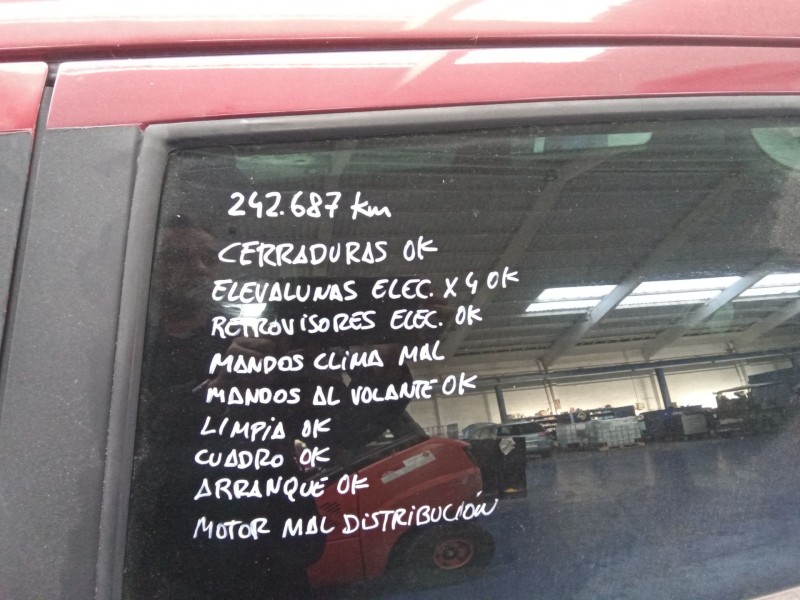 242.687 km
CERRADURAS OK
ELEVALUNAS ELEC. X 4 OK
RETROVISORES ELEC. OK
MANDOS CLIMA MAL
MANDOS AL VOLANTE OK
LIMPIA OK
CUADRO OK
ARRANQUE OK
MOTOR MAL DISTRIBUCIÓN